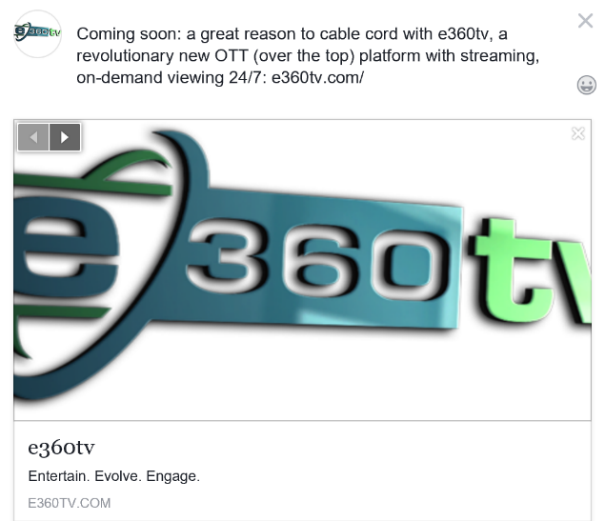 Coming soon: a great reason to cable cord with e360tv, a
revolutionary new OTT (over the top) platform with streaming,
on-demand viewing 24/7: e360tv.com/
e360tv
e360tv
Entertain. Evolve. Engage.
E360TV.COM